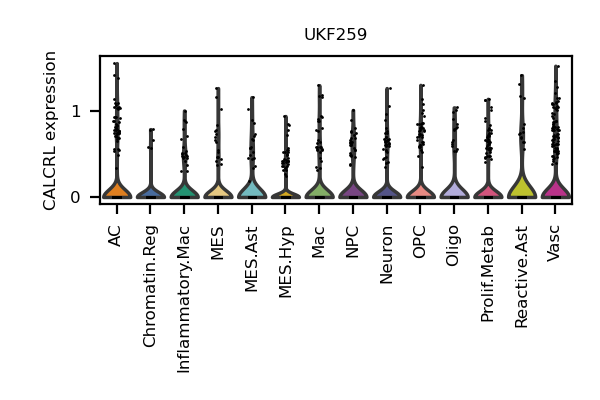 UKF259
CALCRL expression
1
0
AC
Chromatin.Reg
Inflammatory.Mac
MES
MES.Ast
MES.Hyp
Mac
NPC
Neuron
OPC
Oligo
Prolif.Metab
Reactive.Ast
Vasc